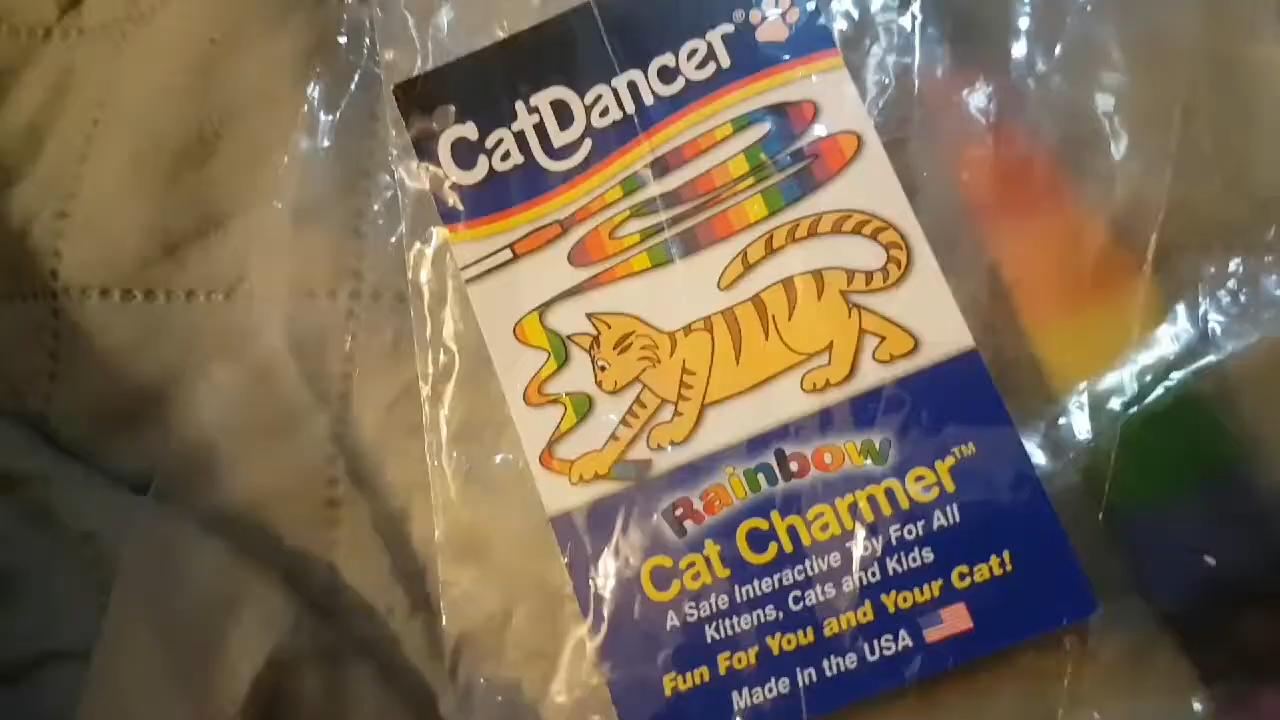 CatDancer®
Rainbow
Cat Charmer™
A Safe Interactive Toy For All
Kittens, Cats and Kids
Fun For You and Your Cat!
Made in the USA